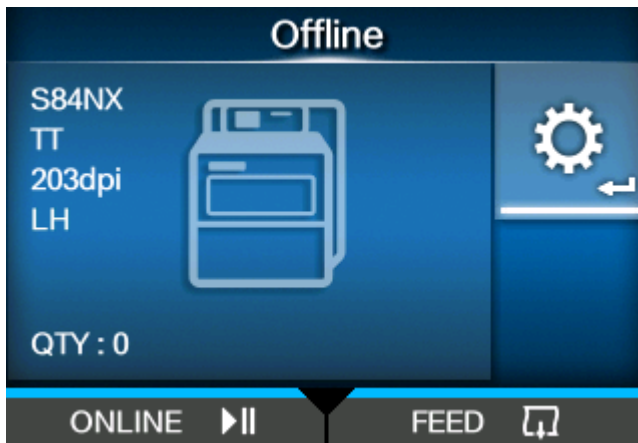 Offline
S84NX
TT
203dpi
LH
QTY : 0
ONLINE FEED